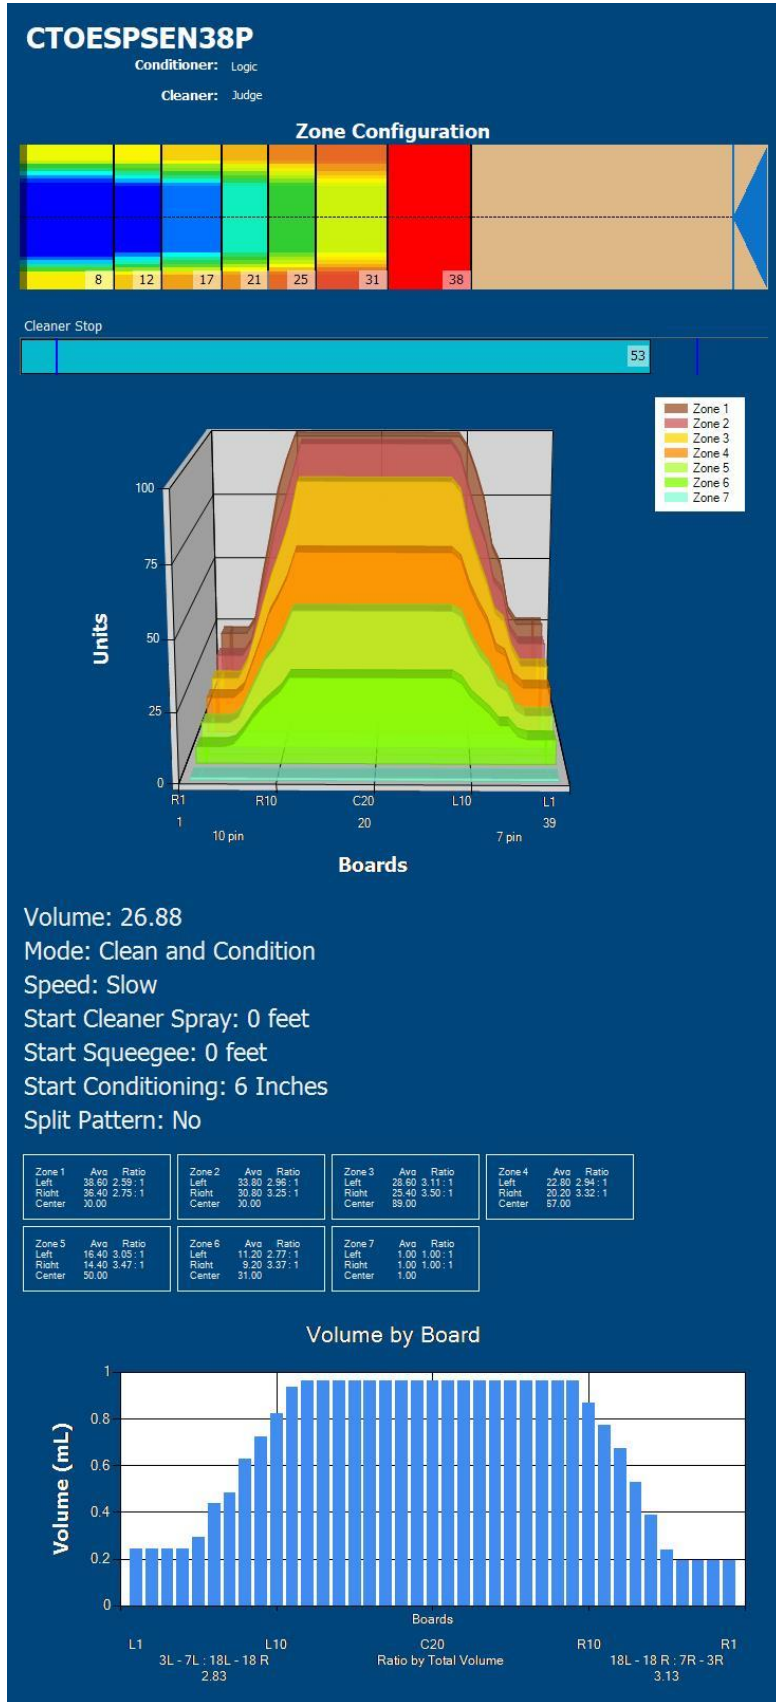 CTOESPSEN38P
Conditioner: Logic
Cleaner: Judge
Zone Configuration
8 12 17 21 25 31 38
Cleaner Stop
53
Zone 1
Zone 2
Zone 3
Zone 4
Zone 5
Zone 6
Zone 7
100
75
50
25
0
Units
R1 R10 C20 L10 L1
1 20 39
10 pin 7 pin
Boards
Volume: 26.88
Mode: Clean and Condition
Speed: Slow
Start Cleaner Spray: 0 feet
Start Squeegee: 0 feet
Start Conditioning: 6 Inches
Split Pattern: No
Zone 1 Avg Ratio
Left 38.60 2.59 : 1
Right 36.40 2.75 : 1
Center
Zone 2 Avg Ratio
Left 33.80 2.96 : 1
Right 30.80 3.25 : 1
Center
Zone 3 Avg Ratio
Left 28.60 3.11 : 1
Right 25.40 3.50 : 1
Center 89.00
Zone 4 Avg Ratio
Left 22.80 2.94 : 1
Right 20.20 3.32 : 1
Center 67.00
Zone 5 Avg Ratio
Left 16.40 3.05 : 1
Right 14.40 3.47 : 1
Center 50.00
Zone 6 Avg Ratio
Left 11.20 2.77 : 1
Right 9.20 3.37 : 1
Center 31.00
Zone 7 Avg Ratio
Left 1.00 1.00 : 1
Right 1.00 1.00 : 1
Center 1.00
Volume by Board
1
0.8
0.6
0.4
0.2
0
Volume (mL)
Boards
L1 L10 C20 R10 R1
3L - 7L : 18L - 18 R Ratio by Total Volume 18L - 18 R : 7R - 3R
2.83 3.13